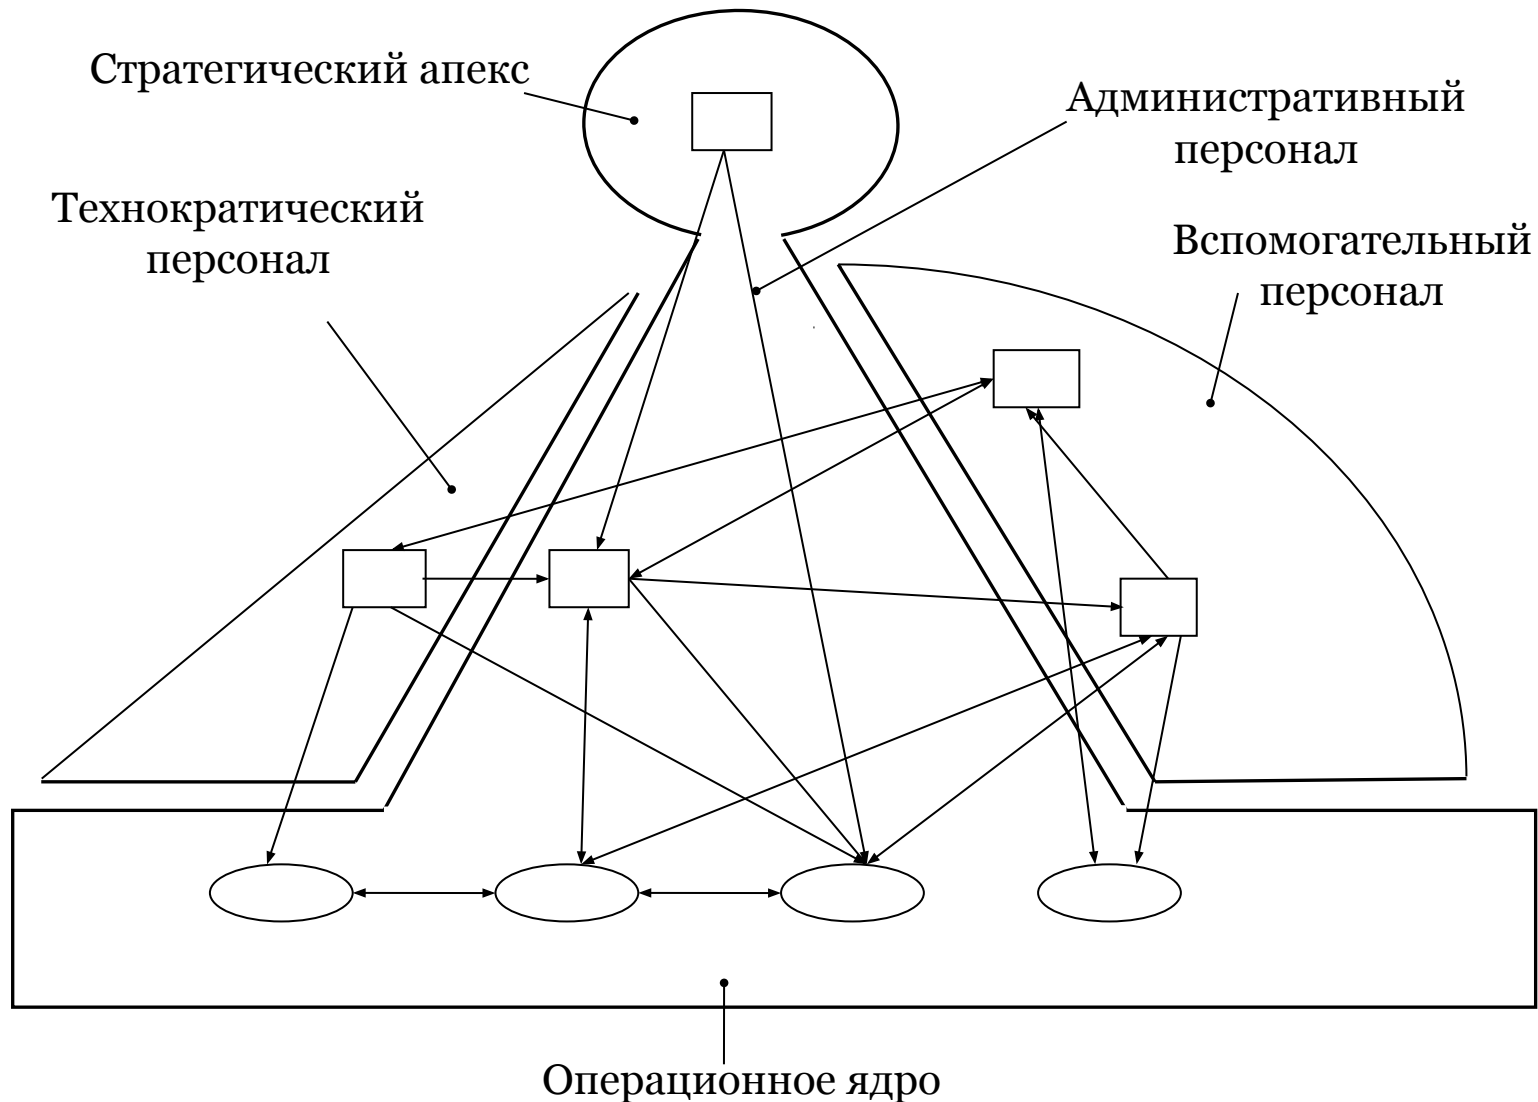 Стратегический апекс
Административный
персонал
Технократический
персонал
Вспомогательный
персонал
Операционное ядро